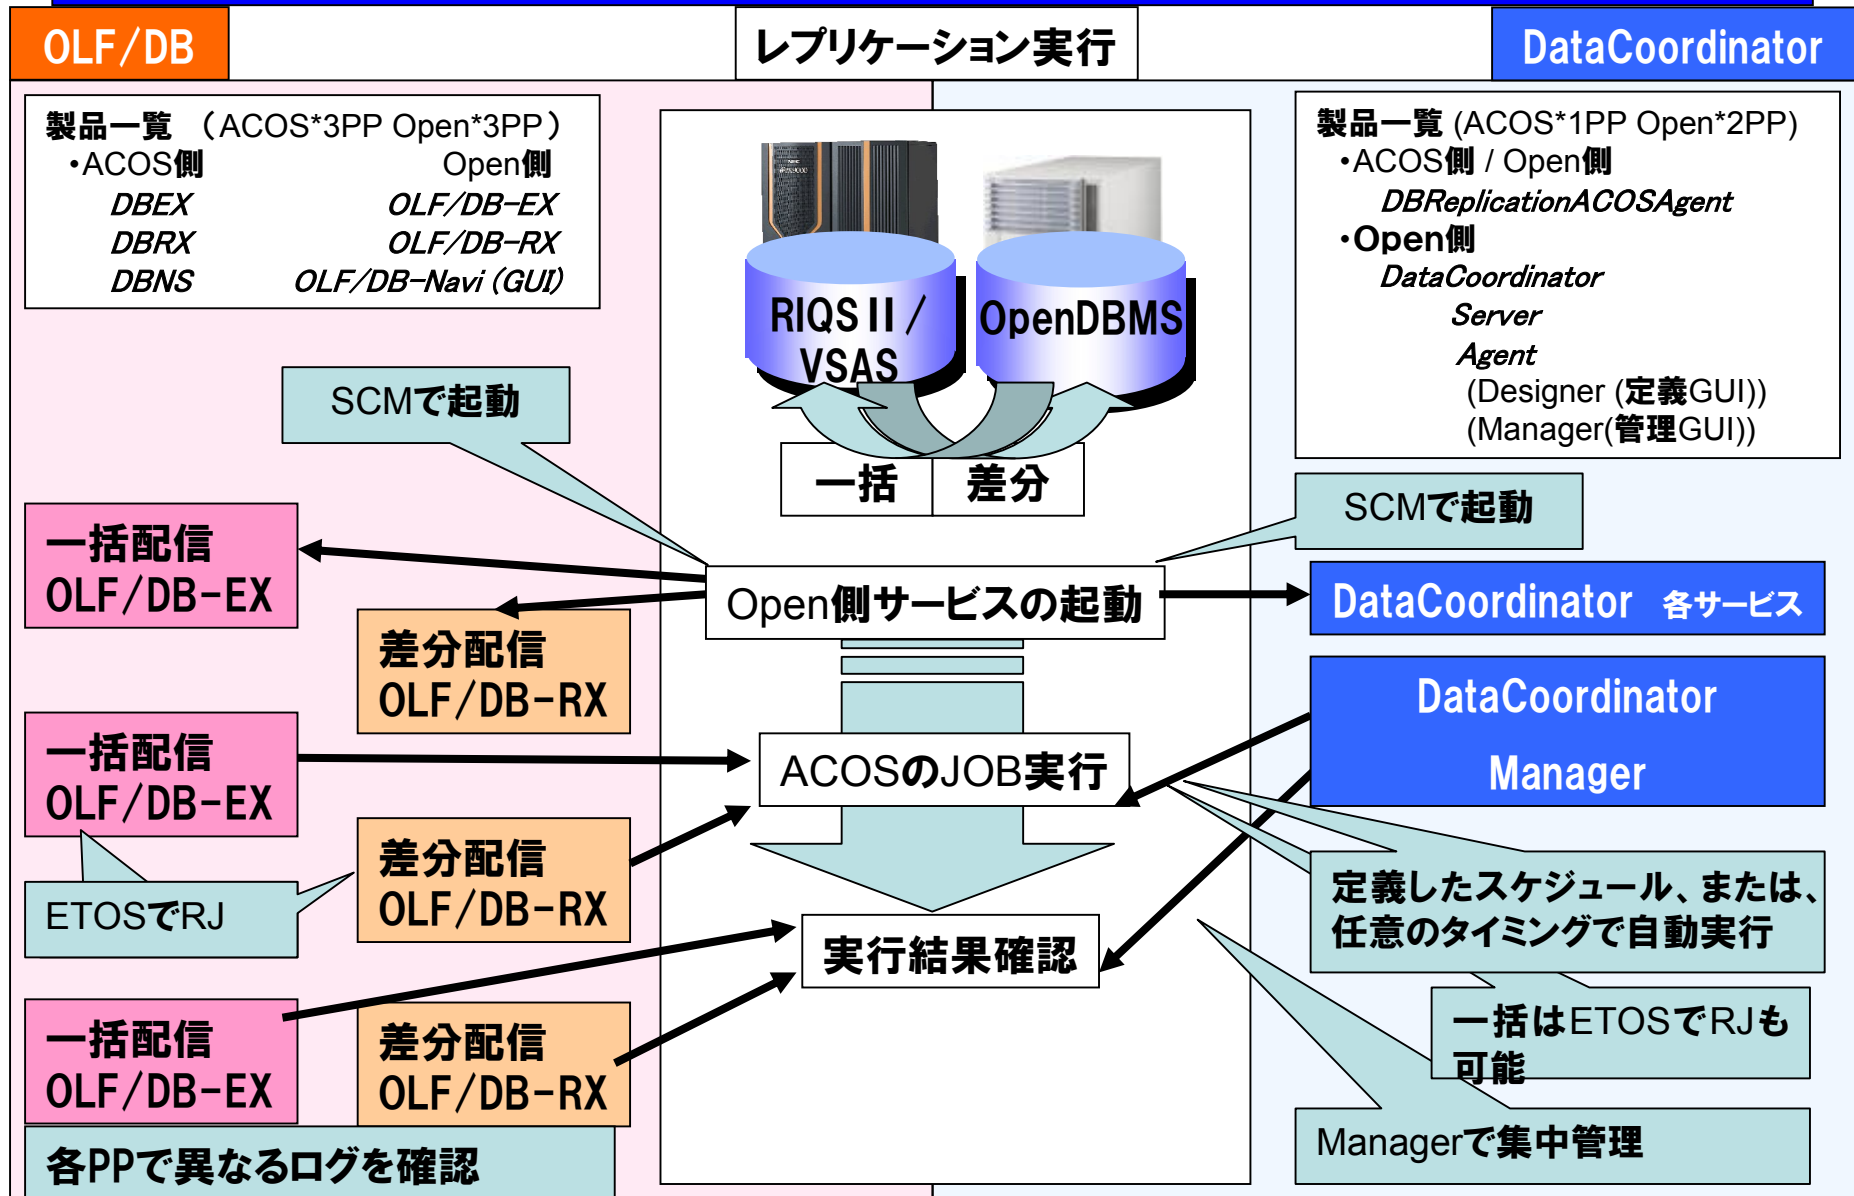 OLF/DB
レプリケーション実行
DataCoordinator
製品一覧 （ACOS*3PP Open*3PP）
・ACOS側 Open側
DBEX OLF/DB-EX
DBRX OLF/DB-RX
DBNS OLF/DB-Navi (GUI)
製品一覧 (ACOS*1PP Open*2PP)
・ACOS側 / Open側
DBReplicationACOSAgent
・Open側
DataCoordinator
Server
Agent
(Designer (定義GUI))
(Manager(管理GUI))
RIQSⅡ/
VSAS
OpenDBMS
一括
差分
SCMで起動
SCMで起動
一括配信
OLF/DB-EX
差分配信
OLF/DB-RX
Open側サービスの起動
DataCoordinator 各サービス
DataCoordinator
Manager
一括配信
OLF/DB-EX
ACOSのJOB実行
差分配信
OLF/DB-RX
ETOSでRJ
定義したスケジュール、または、
任意のタイミングで自動実行
実行結果確認
一括はETOSでRJも
可能
一括配信
OLF/DB-EX
差分配信
OLF/DB-RX
Managerで集中管理
各PPで異なるログを確認